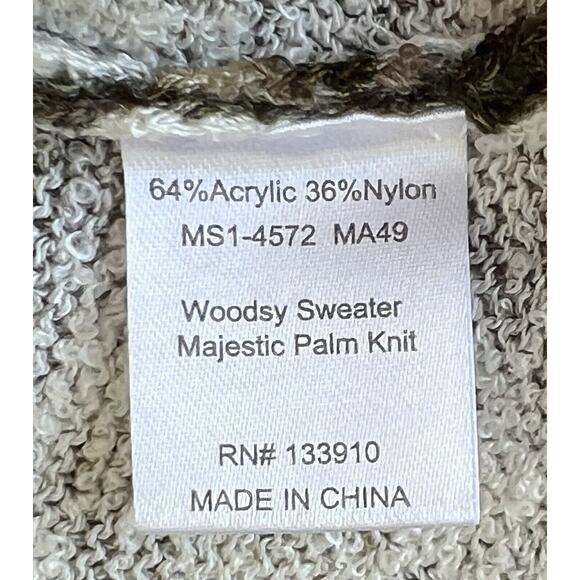 64%Acrylic 36%Nylon
MS1-4572 MA49
Woodsy Sweater
Majestic Palm Knit
RN# 133910
MADE IN CHINA